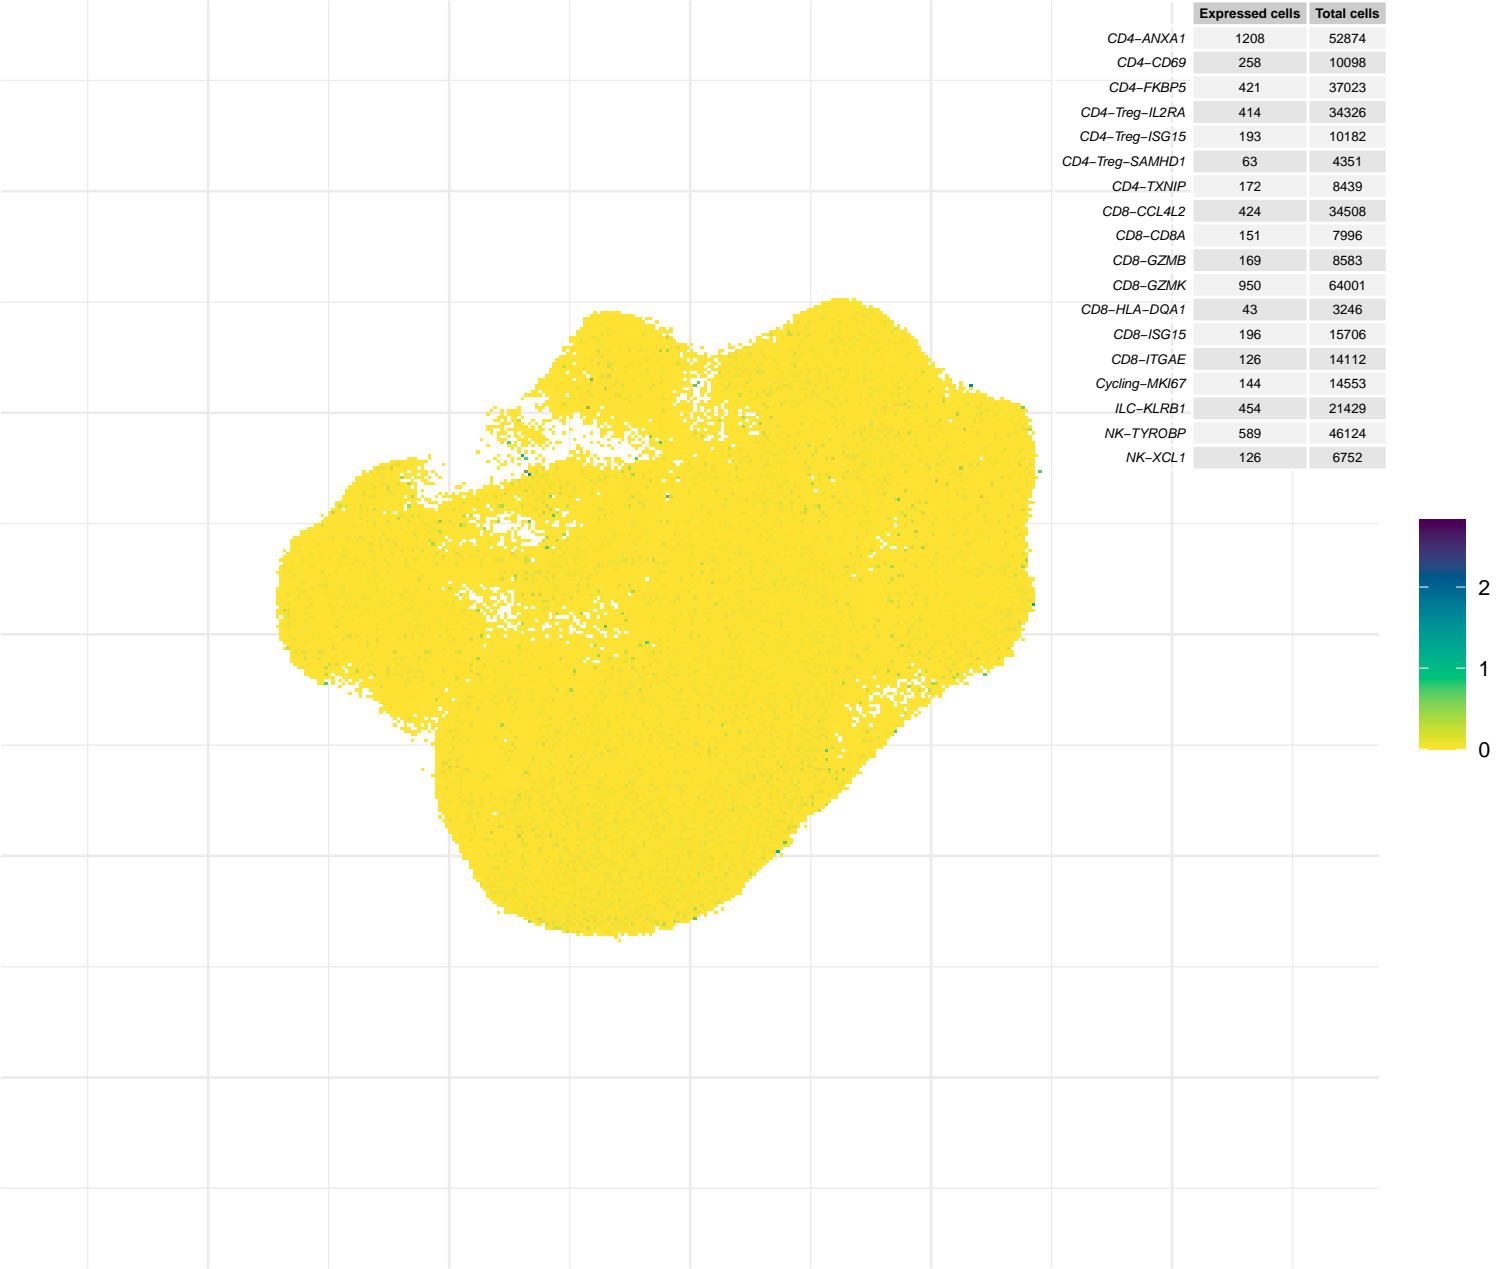 Expressed cells Total cells
CD4−ANXA1 1208 52874
CD4−CD69 258 10098
CD4−FKBP5 421 37023
CD4−Treg−IL2RA 414 34326
CD4−Treg−ISG15 193 10182
CD4−Treg−SAMHD1 63 4351
CD4−TXNIP 172 8439
CD8−CCL4L2 424 34508
CD8−CD8A 151 7996
CD8−GZMB 169 8583
CD8−GZMK 950 64001
CD8−HLA−DQA1 43 3246
CD8−ISG15 196 15706
CD8−ITGAE 126 14112
Cycling−MKI67 144 14553
ILC−KLRB1 454 21429
NK−TYROBP 589 46124
NK−XCL1 126 6752
2
1
0